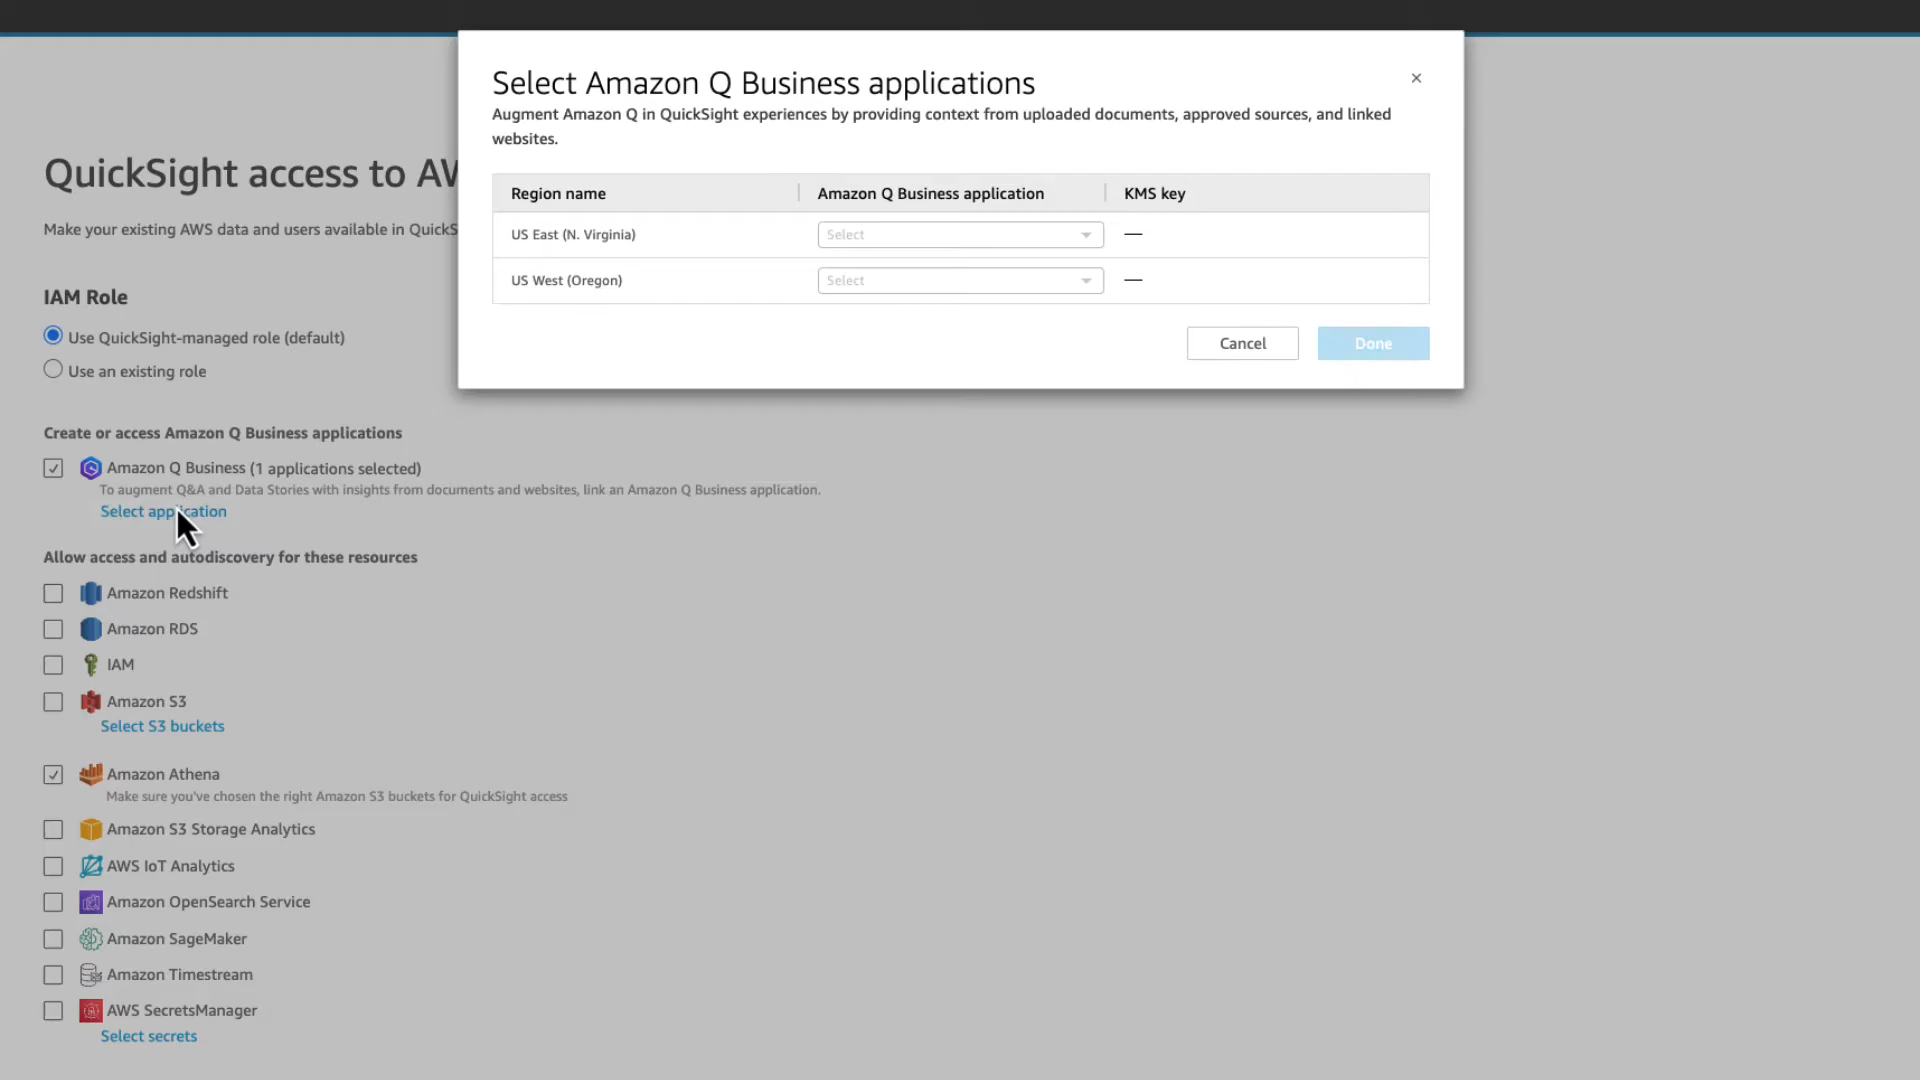 Select Amazon Q Business applications
×
Augment Amazon Q in QuickSight experiences by providing context from uploaded documents, approved sources, and linked
websites.
Region name
Amazon Q Business application
KMS key
US East (N. Virginia)
Select
—
US West (Oregon)
Select
—
Cancel
Done
QuickSight access to AW
Make your existing AWS data and users available in QuickS
IAM Role
Use QuickSight-managed role (default)
Use an existing role
Create or access Amazon Q Business applications
Amazon Q Business (1 applications selected)
To augment Q&A and Data Stories with insights from documents and websites, link an Amazon Q Business application.
Select application
Allow access and autodiscovery for these resources
Amazon Redshift
Amazon RDS
IAM
Amazon S3
Select S3 buckets
Amazon Athena
Make sure you've chosen the right Amazon S3 buckets for QuickSight access
Amazon S3 Storage Analytics
AWS IoT Analytics
Amazon OpenSearch Service
Amazon SageMaker
Amazon Timestream
AWS SecretsManager
Select secrets